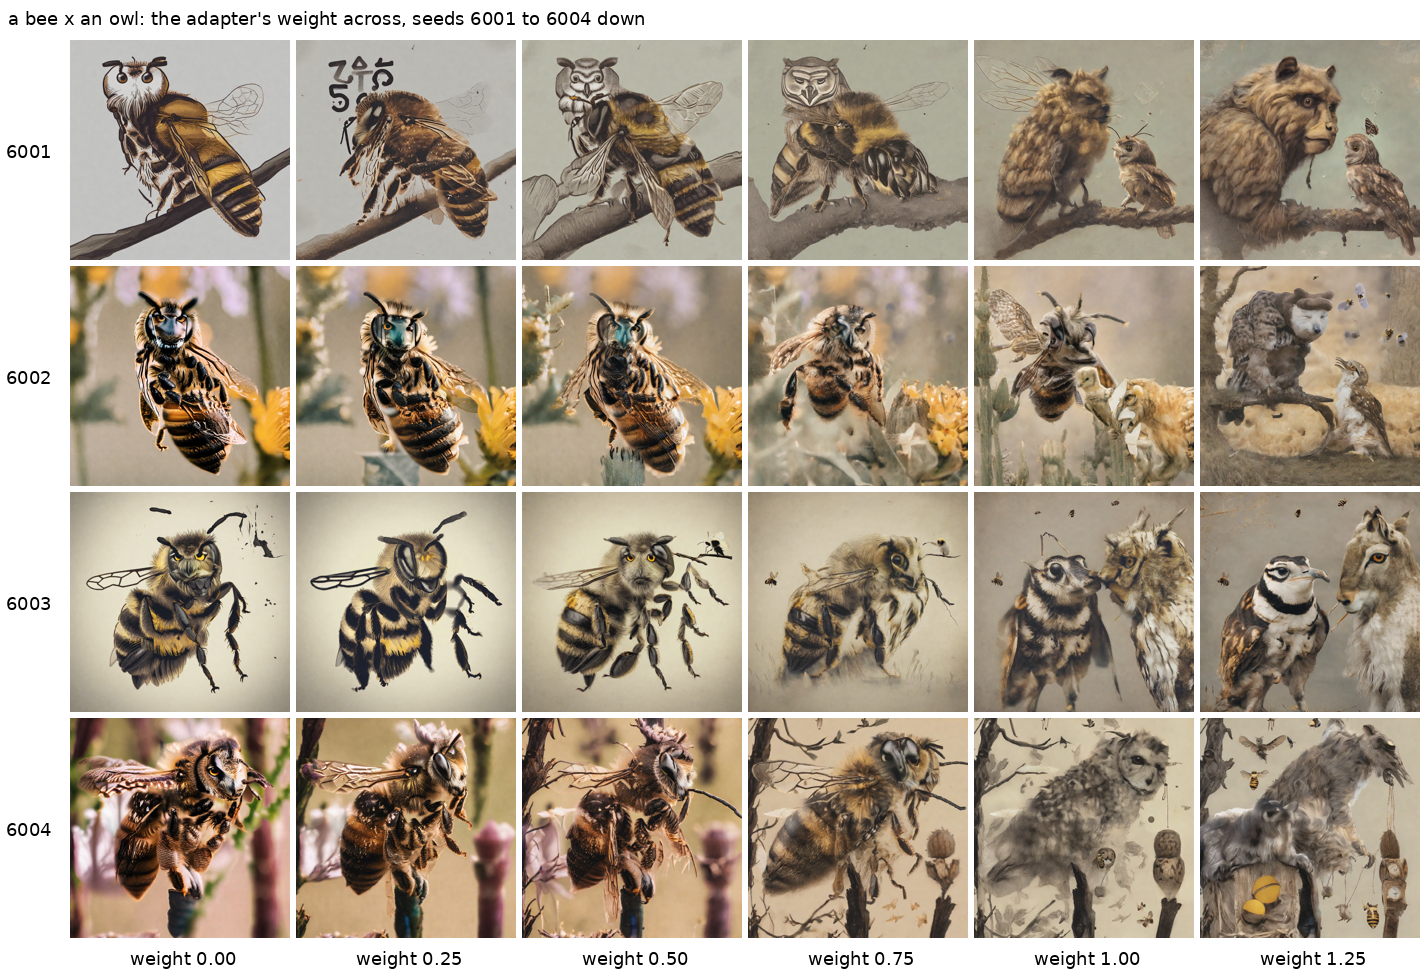 a bee x an owl: the adapter's weight across, seeds 6001 to 6004 down
6001
6002
6003
6004
weight 0.00
weight 0.25
weight 0.50
weight 0.75
weight 1.00
weight 1.25